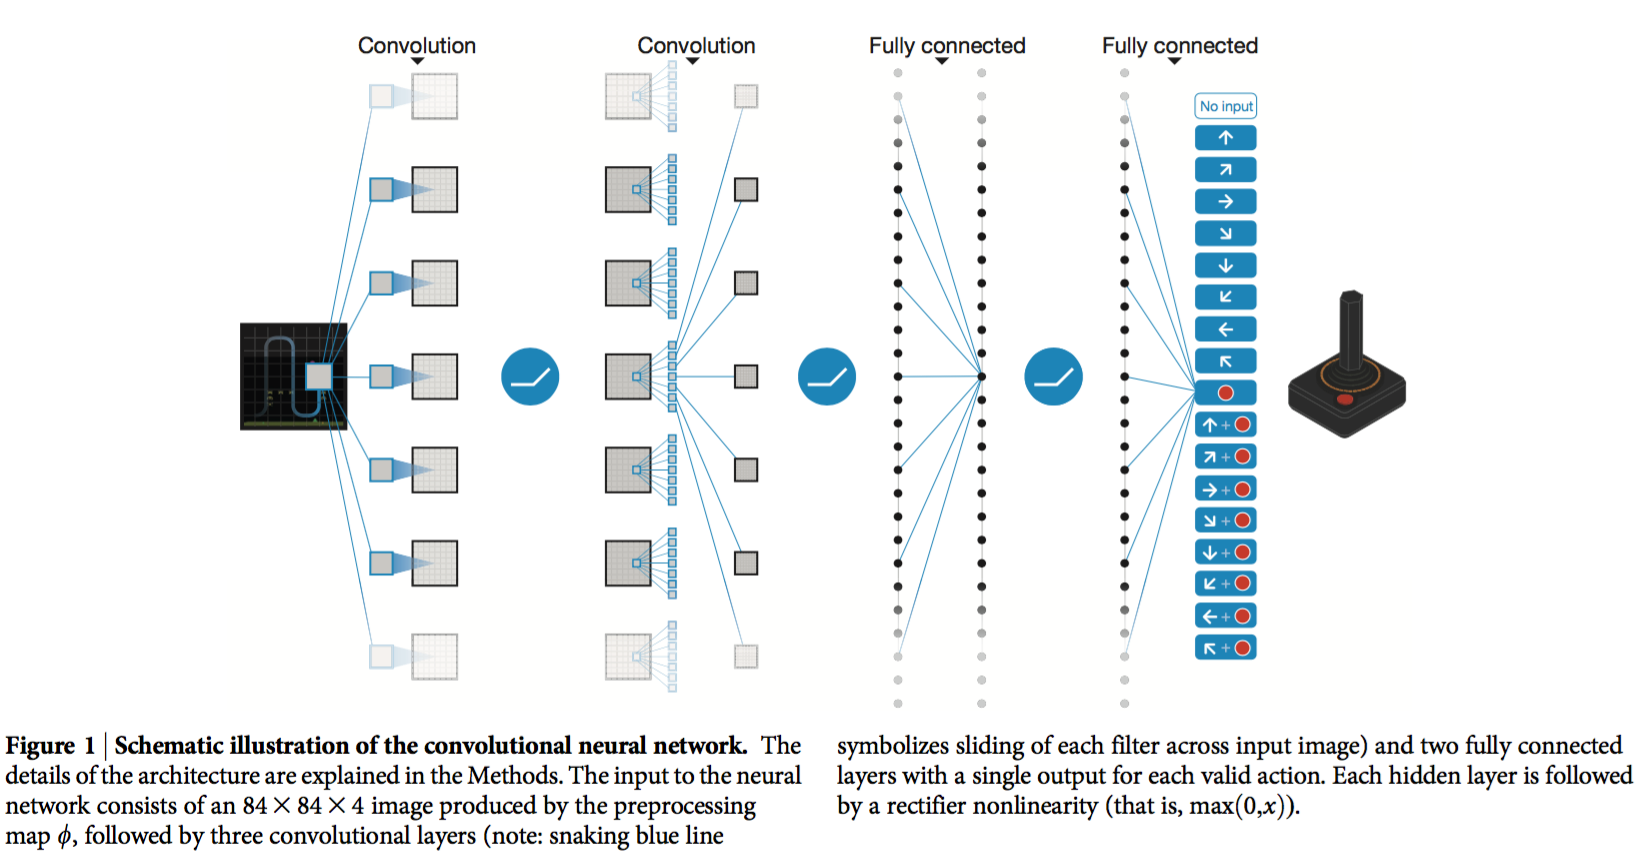 Convolution
Convolution
Fully connected
Fully connected
No input
↑
↗
→
↘
↓
↙
←
↖
↑+
↗+
→+
↘+
↓+
↙+
←+
↖+
Figure 1 | Schematic illustration of the convolutional neural network. The
details of the architecture are explained in the Methods. The input to the neural
network consists of an 84 × 84 × 4 image produced by the preprocessing
map ϕ, followed by three convolutional layers (note: snaking blue line
symbolizes sliding of each filter across input image) and two fully connected
layers with a single output for each valid action. Each hidden layer is followed
by a rectifier nonlinearity (that is, max(0,x)).